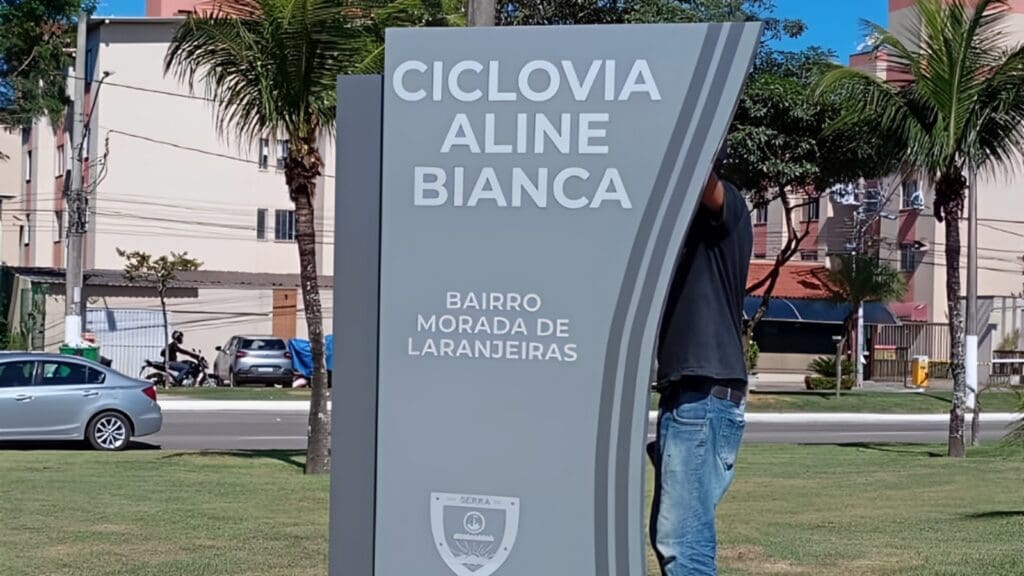 CICLOVIA
ALINE
BIANCA
BAIRRO
MORADA DE
LARANJEIRAS
SERRA